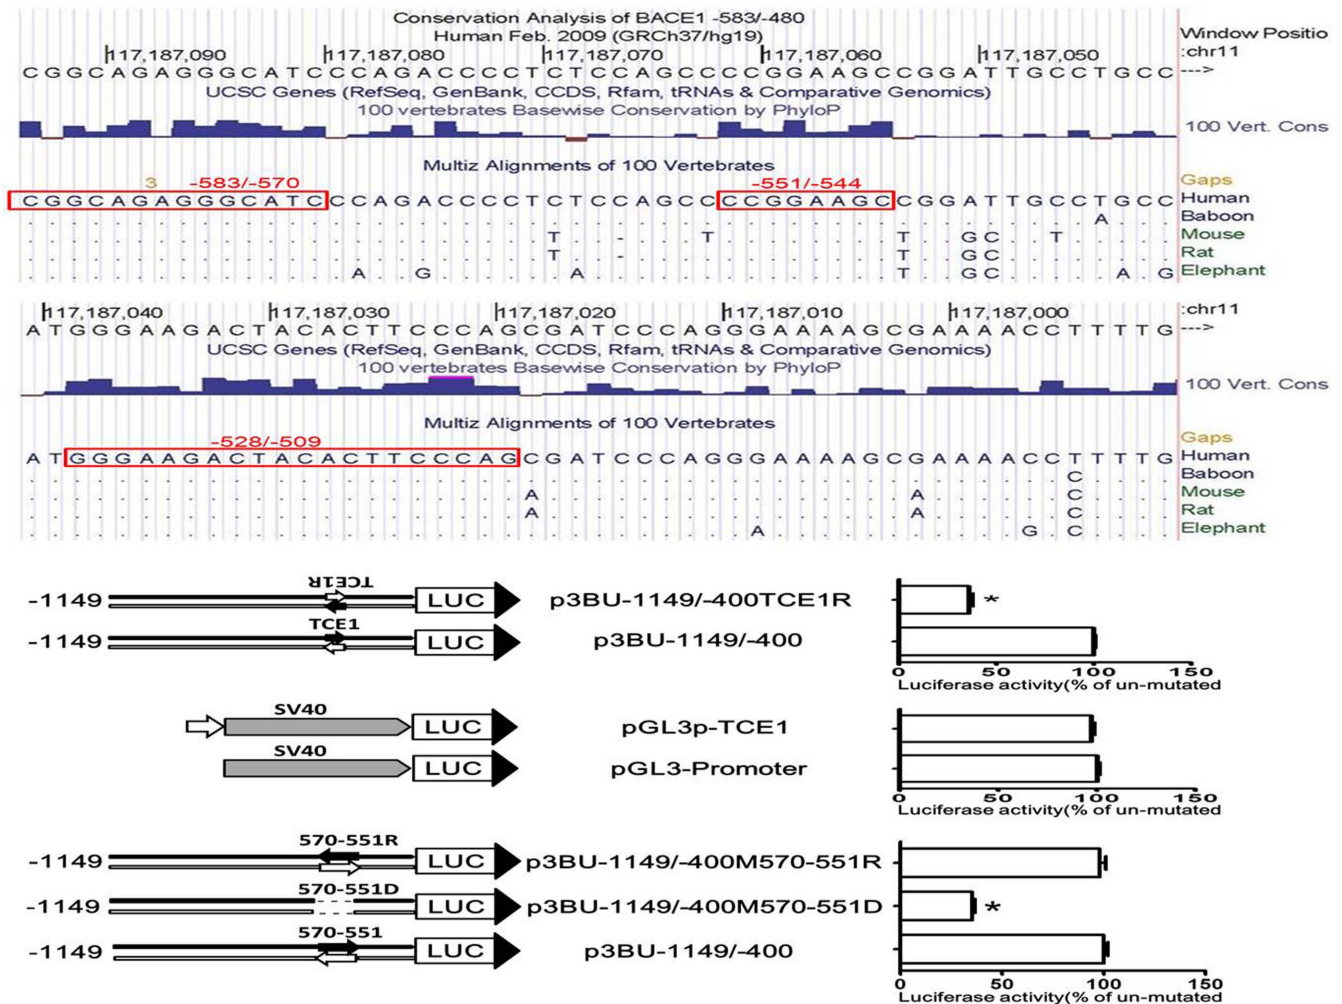 Conservation Analysis of BACE1 -583/-480
Human Feb. 2009 (GRCh37/hg19)
Window Positio
117,187,090 117,187,080 117,187,070 117,187,060 117,187,050 :chr11
CGGCAGAGGGCATCCCAGACCCCTCTCCAGCCCCGGAAGCCGGATTGCCTGCC --->
UCSC Genes (RefSeq, GenBank, CCDS, Rfam, tRNAs & Comparative Genomics)
100 vertebrates Basewise Conservation by PhyloP
100 Vert. Cons
Multiz Alignments of 100 Vertebrates
3 -583/-570 -551/-544 Gaps
CGGCAGAGGGCATCCCAGACCCCTCTCCAGCCCCGGAAGCCGGATTGCCTGCC Human
A Baboon
T - T T G C T Mouse
T - T G C Rat
A G A T G C A G Elephant
117,187,040 117,187,030 117,187,020 117,187,010 117,187,000 :chr11
ATGGGAAGACTACACTTCCCAGCGATCCCAGGGAAAAGCGAAAACCTTTTG --->
UCSC Genes (RefSeq, GenBank, CCDS, Rfam, tRNAs & Comparative Genomics)
100 vertebrates Basewise Conservation by PhyloP
100 Vert. Cons
Multiz Alignments of 100 Vertebrates
-528/-509 Gaps
ATGGGAAGACTACACTTCCCAGCGATCCCAGGGAAAAGCGAAAACCTTTTG Human
C Baboon
A A C Mouse
A A C Rat
A G C Elephant
TCE1R
-1149 LUC p3BU-1149/-400TCE1R *
TCE1
-1149 LUC p3BU-1149/-400
0 50 100 150
Luciferase activity(% of un-mutated
SV40
LUC pGL3p-TCE1
SV40
LUC pGL3-Promoter
0 50 100 150
Luciferase activity(% of un-mutated
570-551R
-1149 LUC p3BU-1149/-400M570-551R
570-551D
-1149 LUC p3BU-1149/-400M570-551D *
570-551
-1149 LUC p3BU-1149/-400
0 50 100 150
Luciferase activity(% of un-mutated